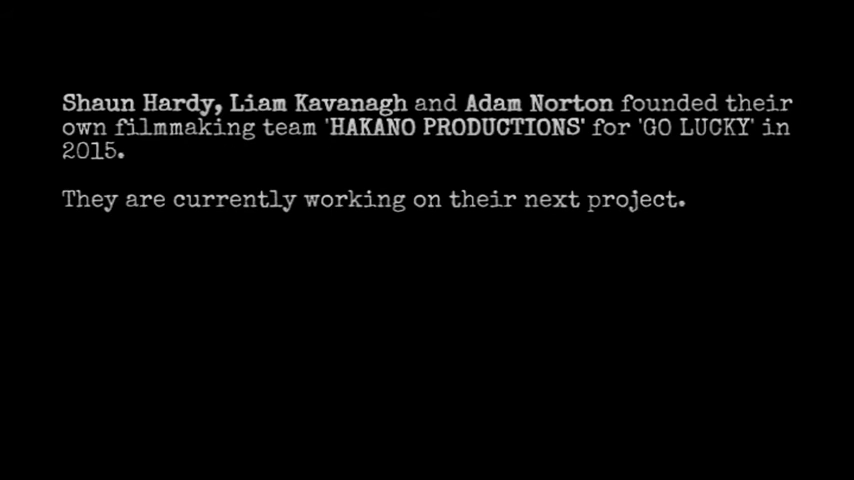 Shaun Hardy, Liam Kavanagh and Adam Norton founded their
own filmmaking team 'HAKANO PRODUCTIONS' for 'GO LUCKY' in
2015.
They are currently working on their next project.